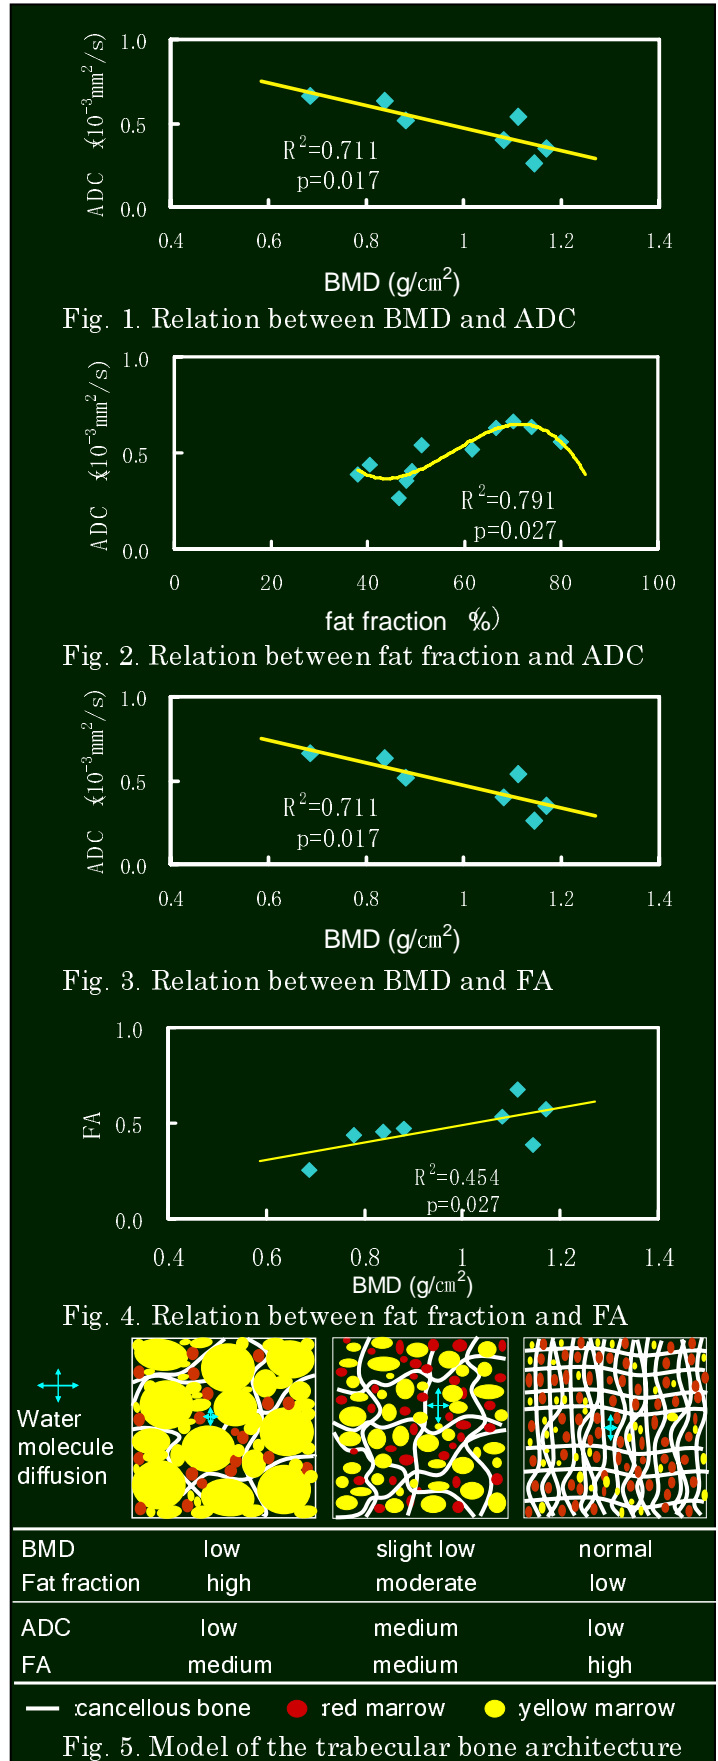 ADC ×(10⁻³mm²/s)
1.0
0.5
0.0
R²=0.711
p=0.017
0.4 0.6 0.8 1 1.2 1.4
BMD (g/cm²)
Fig. 1. Relation between BMD and ADC
ADC ×(10⁻³mm²/s)
1.0
0.5
0.0
R²=0.791
p=0.027
0 20 40 60 80 100
fat fraction (%)
Fig. 2. Relation between fat fraction and ADC
ADC ×(10⁻³mm²/s)
1.0
0.5
0.0
R²=0.711
p=0.017
0.4 0.6 0.8 1 1.2 1.4
BMD (g/cm²)
Fig. 3. Relation between BMD and FA
FA
1.0
0.5
0.0
R²=0.454
p=0.027
0.4 0.6 0.8 1 1.2 1.4
BMD (g/cm²)
Fig. 4. Relation between fat fraction and FA
Water
molecule
diffusion
BMD low slight low normal
Fat fraction high moderate low
ADC low medium low
FA medium medium high
:cancellous bone :red marrow :yellow marrow
Fig. 5. Model of the trabecular bone architecture